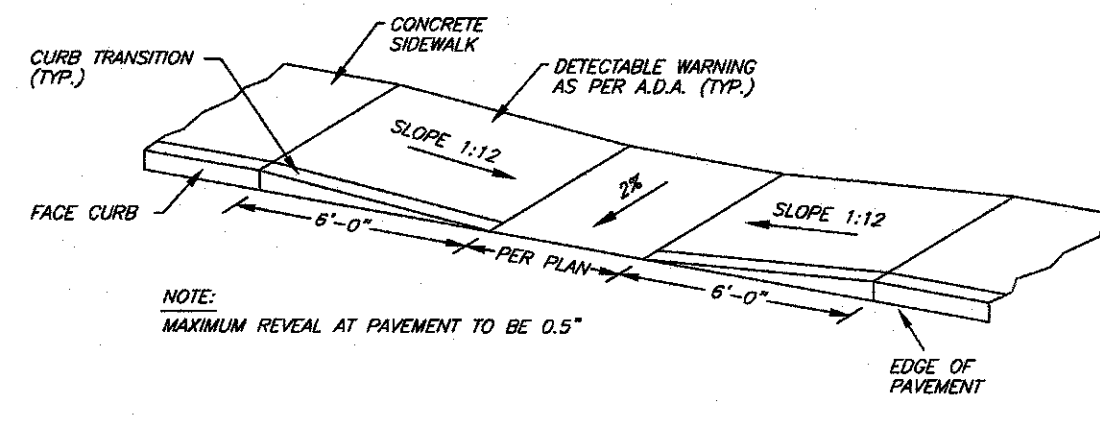 CONCRETE
SIDEWALK
CURB TRANSITION
(TYP.)
DETECTABLE WARNING
AS PER A.D.A. (TYP.)
SLOPE 1:12
2%
SLOPE 1:12
FACE CURB
6'-0"
PER PLAN
6'-0"
NOTE:
MAXIMUM REVEAL AT PAVEMENT TO BE 0.5"
EDGE OF
PAVEMENT